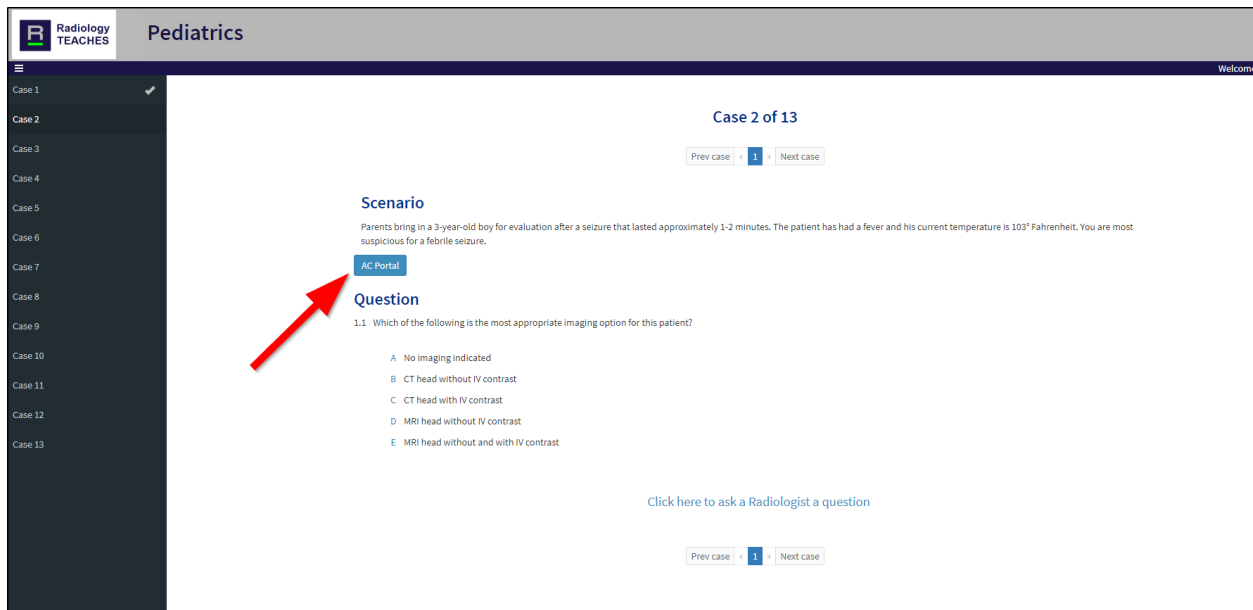 Radiology
TEACHES
Pediatrics
Welcome
Case 1
Case 2
Case 3
Case 4
Case 5
Case 6
Case 7
Case 8
Case 9
Case 10
Case 11
Case 12
Case 13
Case 2 of 13
Prev case « 1 » Next case
Scenario
Parents bring in a 3-year-old boy for evaluation after a seizure that lasted approximately 1-2 minutes. The patient has had a fever and his current temperature is 103° Fahrenheit. You are most
suspicious for a febrile seizure.
AC Portal
Question
1.1 Which of the following is the most appropriate imaging option for this patient?
A No imaging indicated
B CT head without IV contrast
C CT head with IV contrast
D MRI head without IV contrast
E MRI head without and with IV contrast
Click here to ask a Radiologist a question
Prev case « 1 » Next case